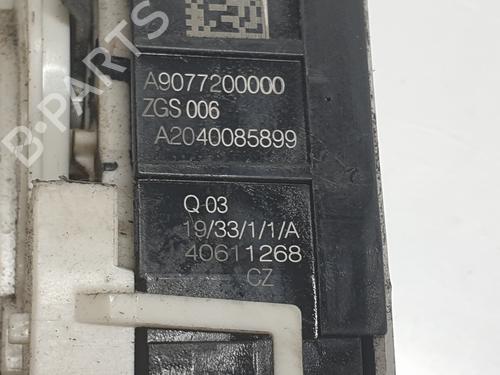 A9077200000
ZGS 006
A2040085899
Q 03
19/33/1/1/A
40611268
CZ
B-PARTS